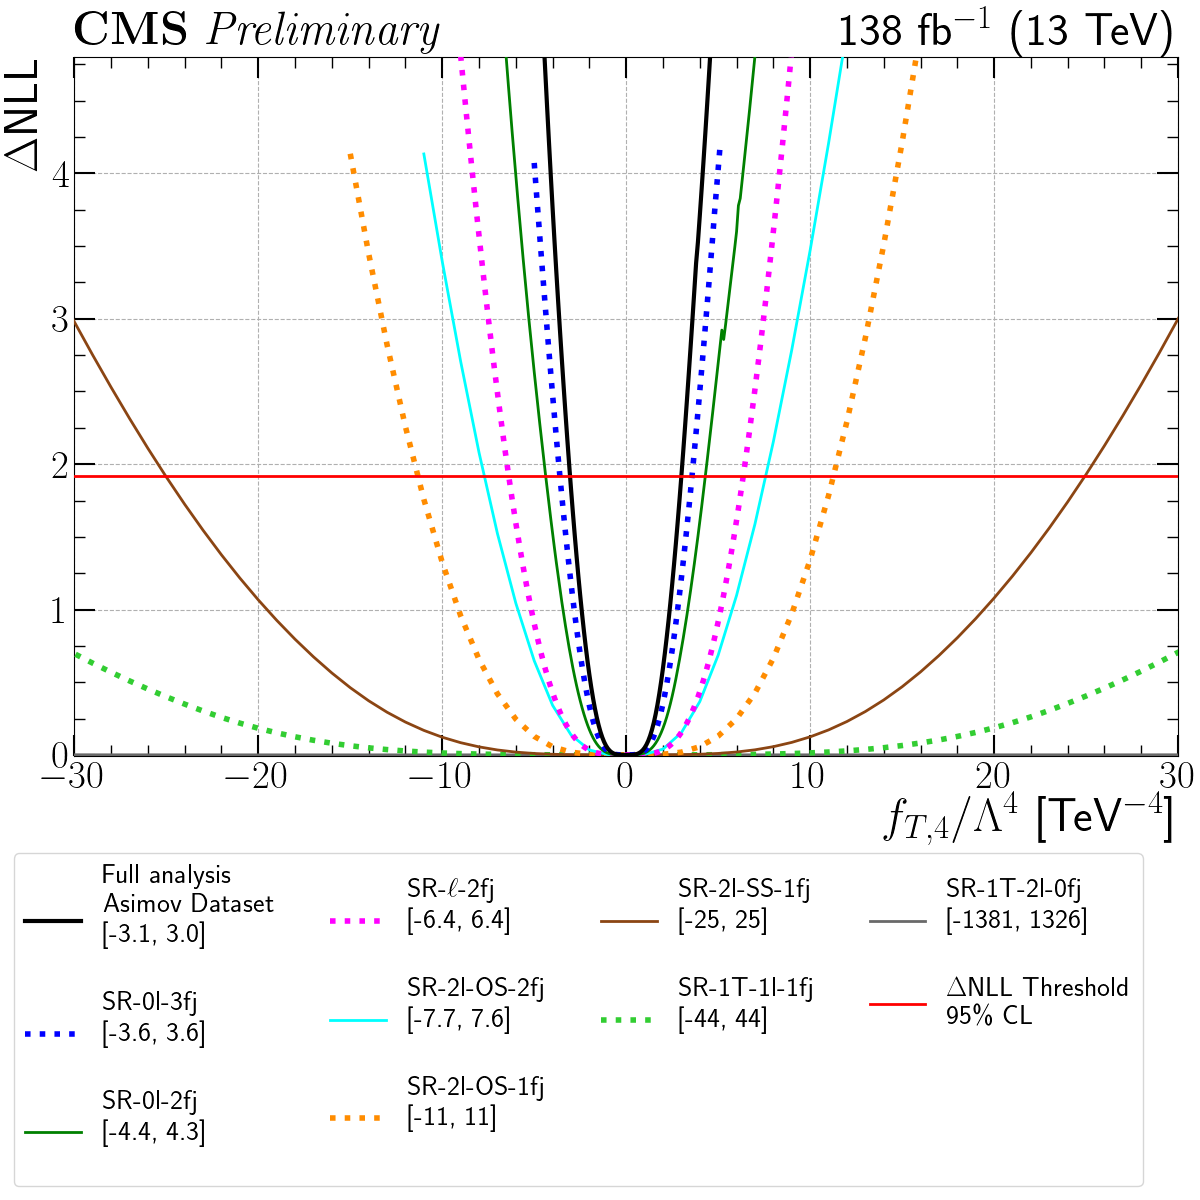 CMS Preliminary 138 fb⁻¹ (13 TeV)
ΔNLL
4
3
2
1
0
−30 −20 −10 0 10 20 30
f_{T,4}/Λ⁴ [TeV⁻⁴]
Full analysis
Asimov Dataset
[-3.1, 3.0]
SR-0l-3fj
[-3.6, 3.6]
SR-0l-2fj
[-4.4, 4.3]
SR-ℓ-2fj
[-6.4, 6.4]
SR-2l-OS-2fj
[-7.7, 7.6]
SR-2l-OS-1fj
[-11, 11]
SR-2l-SS-1fj
[-25, 25]
SR-1T-1l-1fj
[-44, 44]
SR-1T-2l-0fj
[-1381, 1326]
ΔNLL Threshold
95% CL